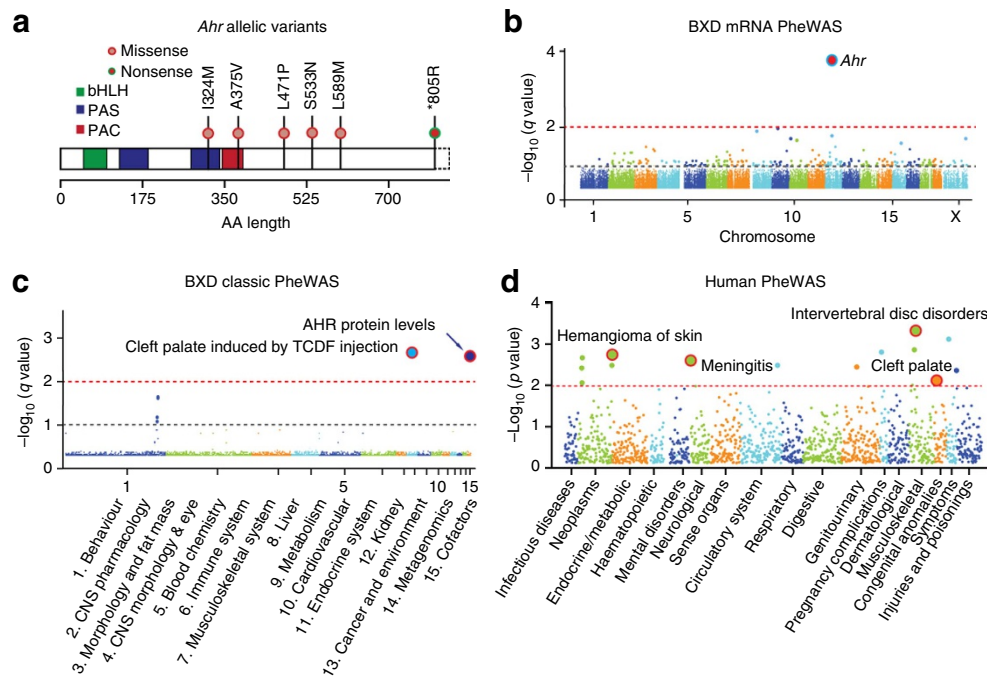 a
Ahr allelic variants
Missense
Nonsense
bHLH
PAS
PAC
I324M
A375V
L471P
S533N
L589M
*805R
0 175 350 525 700
AA length
b
BXD mRNA PheWAS
–log10 (q value)
4
2
0
Ahr
1 5 10 15 X
Chromosome
c
BXD classic PheWAS
–log10 (q value)
3
2
1
0
AHR protein levels
Cleft palate induced by TCDF injection
1 5 10 15
1. Behaviour
2. CNS pharmacology
3. Morphology and fat mass
4. CNS morphology & eye
5. Blood chemistry
6. Immune system
7. Musculoskeletal system
8. Liver
9. Metabolism
10. Cardiovascular
11. Endocrine system
12. Kidney
13. Cancer and environment
14. Metagenomics
15. Cofactors
d
Human PheWAS
–Log10 (p value)
4
3
2
1
0
Intervertebral disc disorders
Hemangioma of skin
Meningitis
Cleft palate
Infectious diseases
Neoplasms
Endocrine/metabolic
Haematopoietic
Mental disorders
Neurological
Sense organs
Circulatory system
Respiratory
Digestive
Genitourinary
Pregnancy complications
Dermatological
Musculoskeletal
Congenital anomalies
Symptoms
Injuries and poisonings